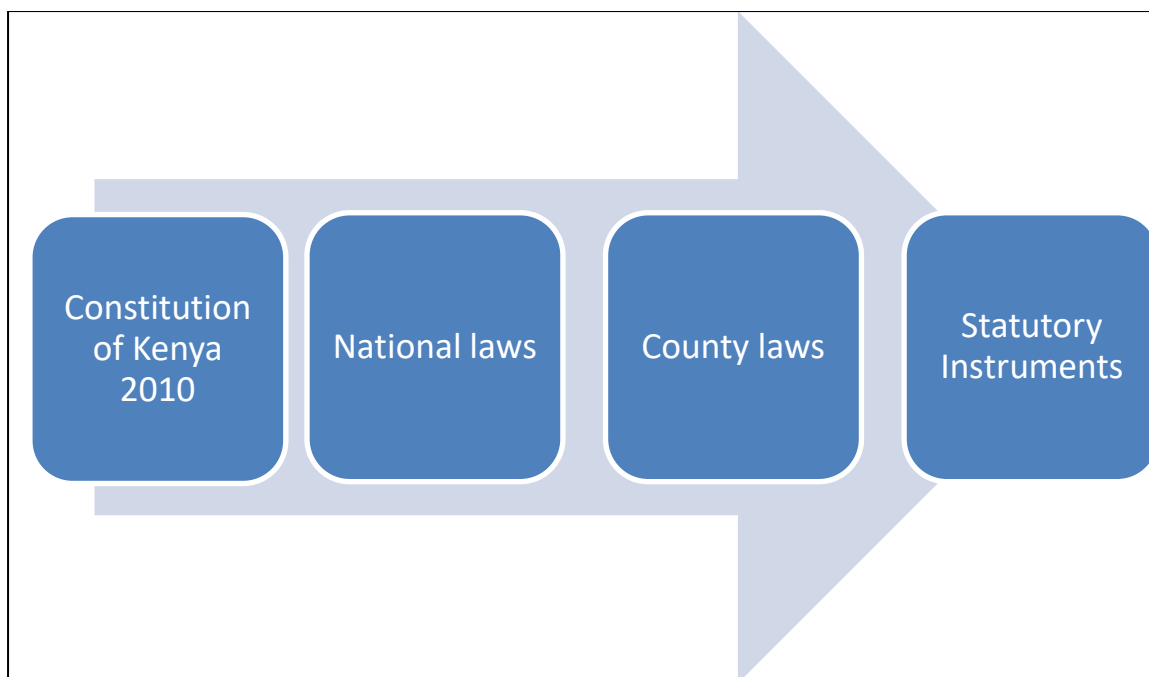 Constitution
of Kenya
2010
National laws
County laws
Statutory
Instruments